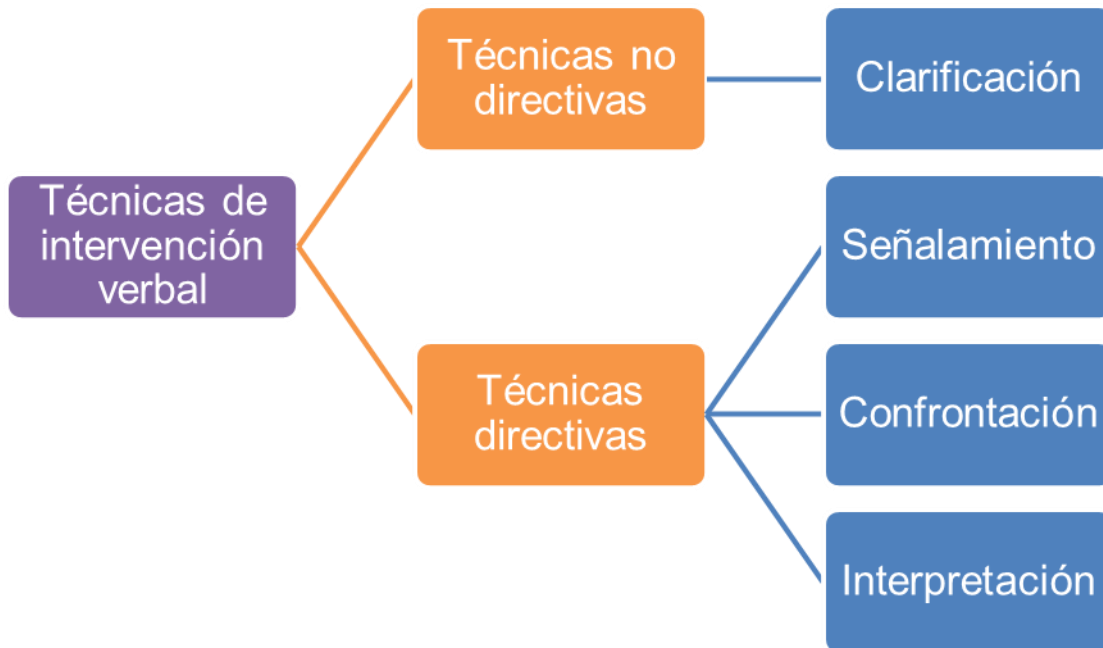 Técnicas no
directivas
Clarificación
Técnicas de
intervención
verbal
Señalamiento
Técnicas
directivas
Confrontación
Interpretación